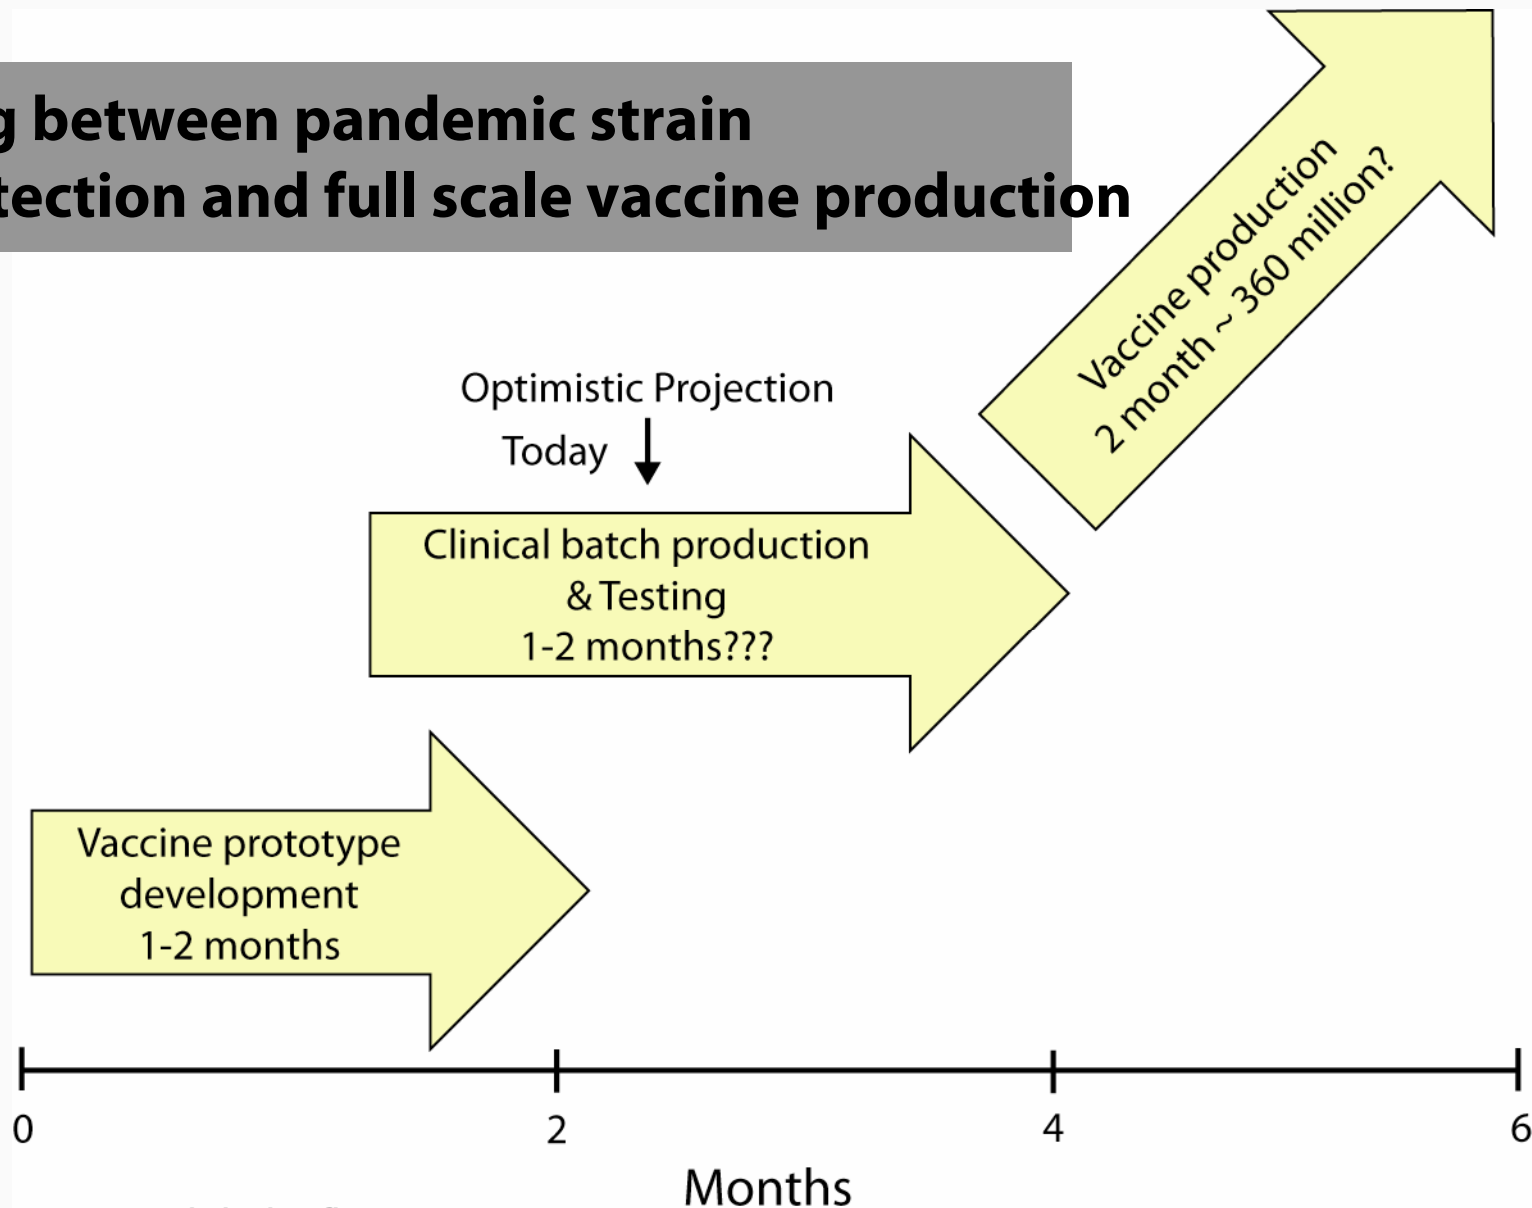 g between pandemic strain
tection and full scale vaccine production
Vaccine production
2 month ~ 360 million?
Optimistic Projection
Today
Clinical batch production
& Testing
1-2 months???
Vaccine prototype
development
1-2 months
0 2 4 6
Months